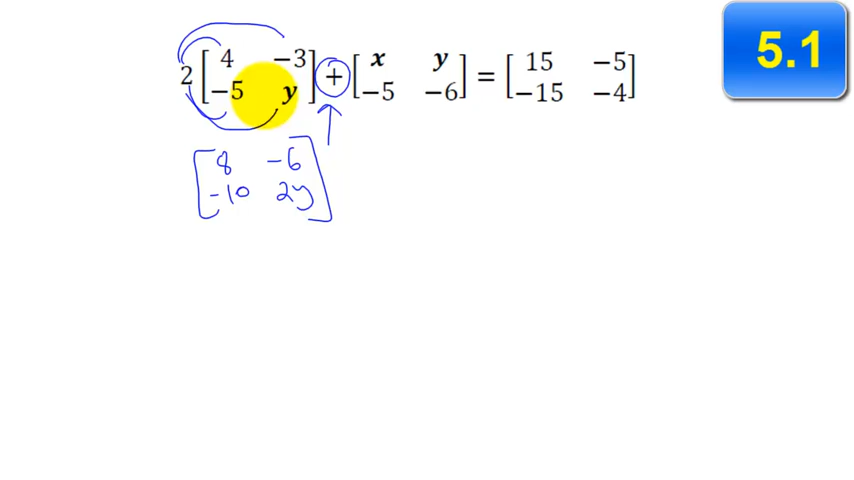 5.1
2[4 −3] + [x y] = [15 −5]
[−5 y] [−5 −6] [−15 −4]
[8 -6]
[-10 2y]